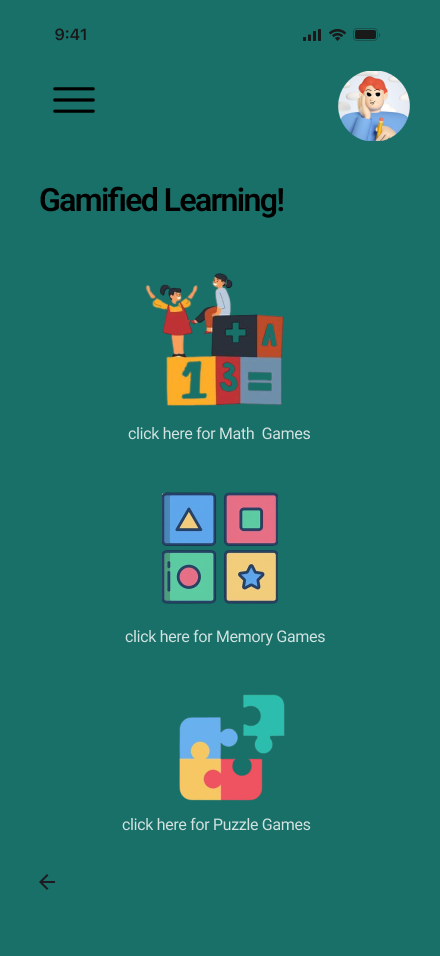 9:41
Gamified Learning!
+ A
1 3 =
click here for Math  Games
click here for Memory Games
click here for Puzzle Games